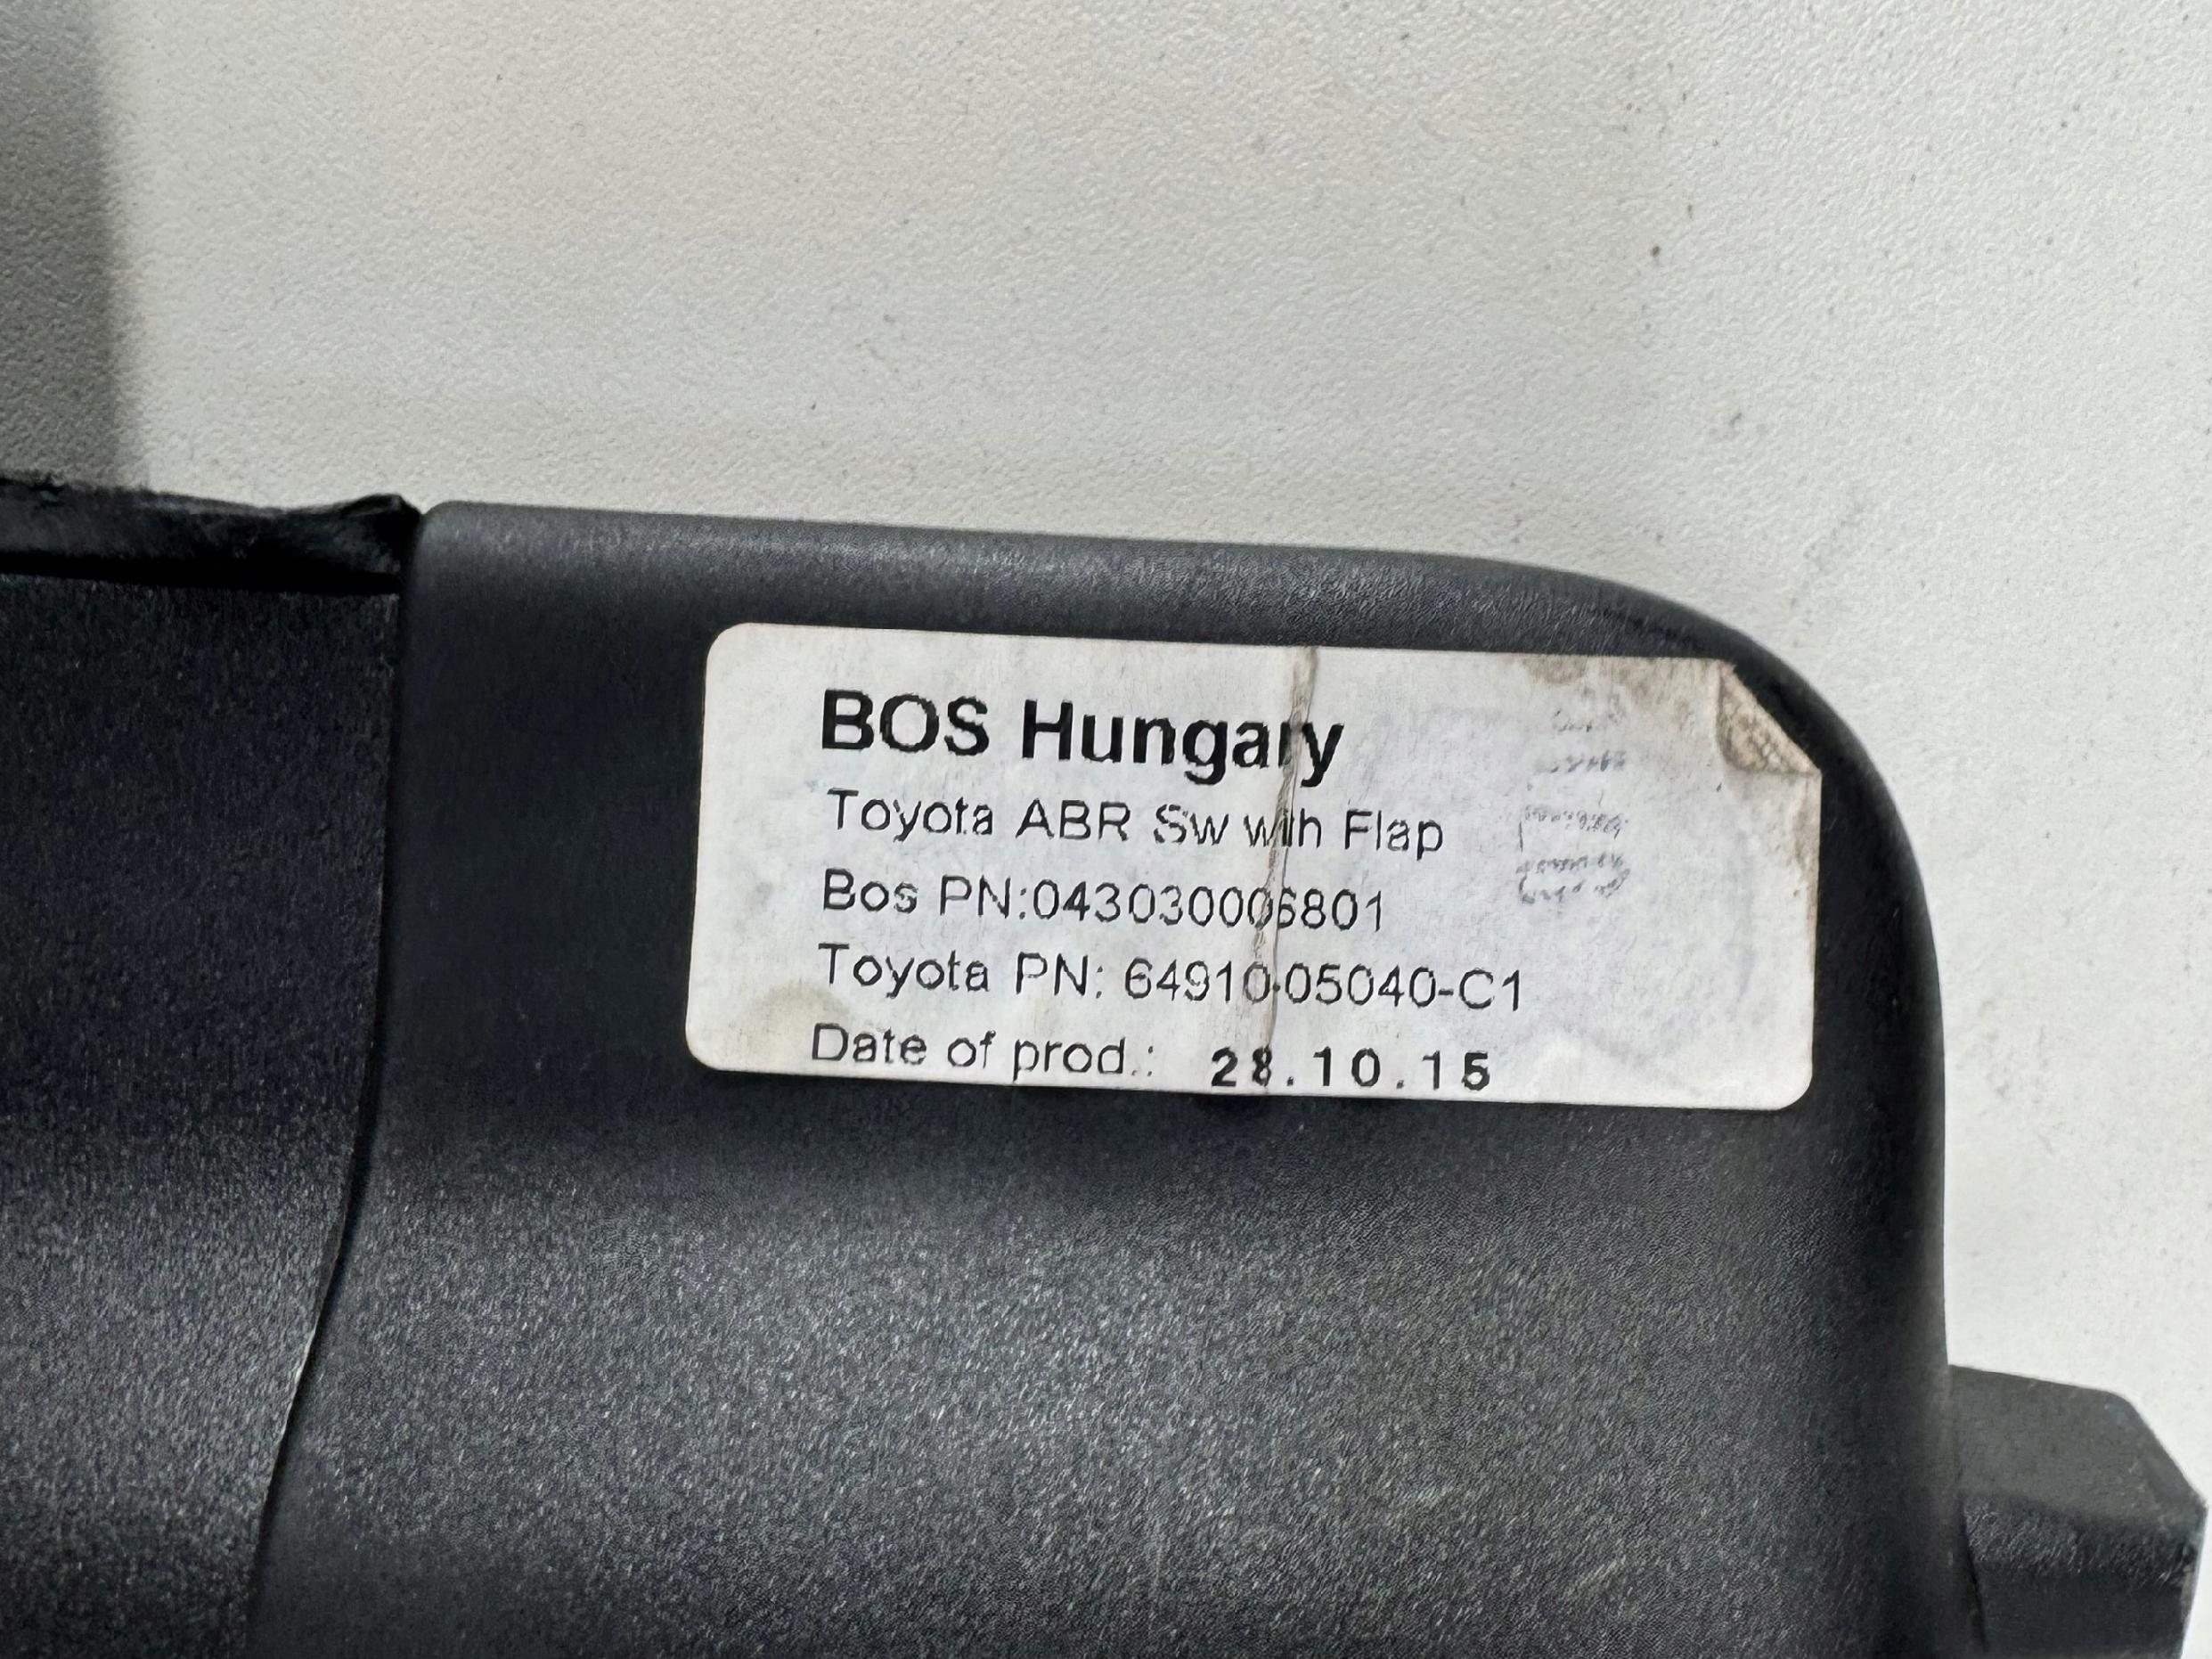 BOS Hungary
Toyota ABR Sw with Flap
Bos PN:043030006801
Toyota PN: 64910-05040-C1
Date of prod.: 28.10.15